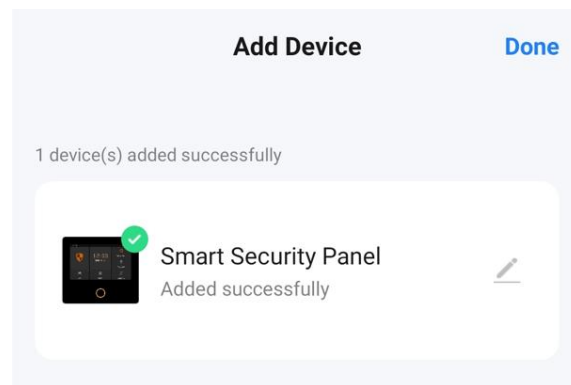 Add Device
Done
1 device(s) added successfully
Smart Security Panel
Added successfully